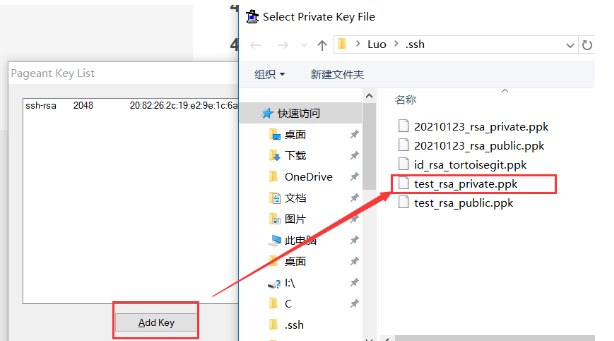 4
4
Pageant Key List
ssh-rsa 2048 20:82:26:2c:19:e2:9e:1c:6a
Add Key
Select Private Key File
Luo > .ssh
组织
新建文件夹
快速访问
桌面
下载
OneDrive
文档
图片
此电脑
桌面
I:\
C
.ssh
名称
20210123_rsa_private.ppk
20210123_rsa_public.ppk
id_rsa_tortoisegit.ppk
test_rsa_private.ppk
test_rsa_public.ppk